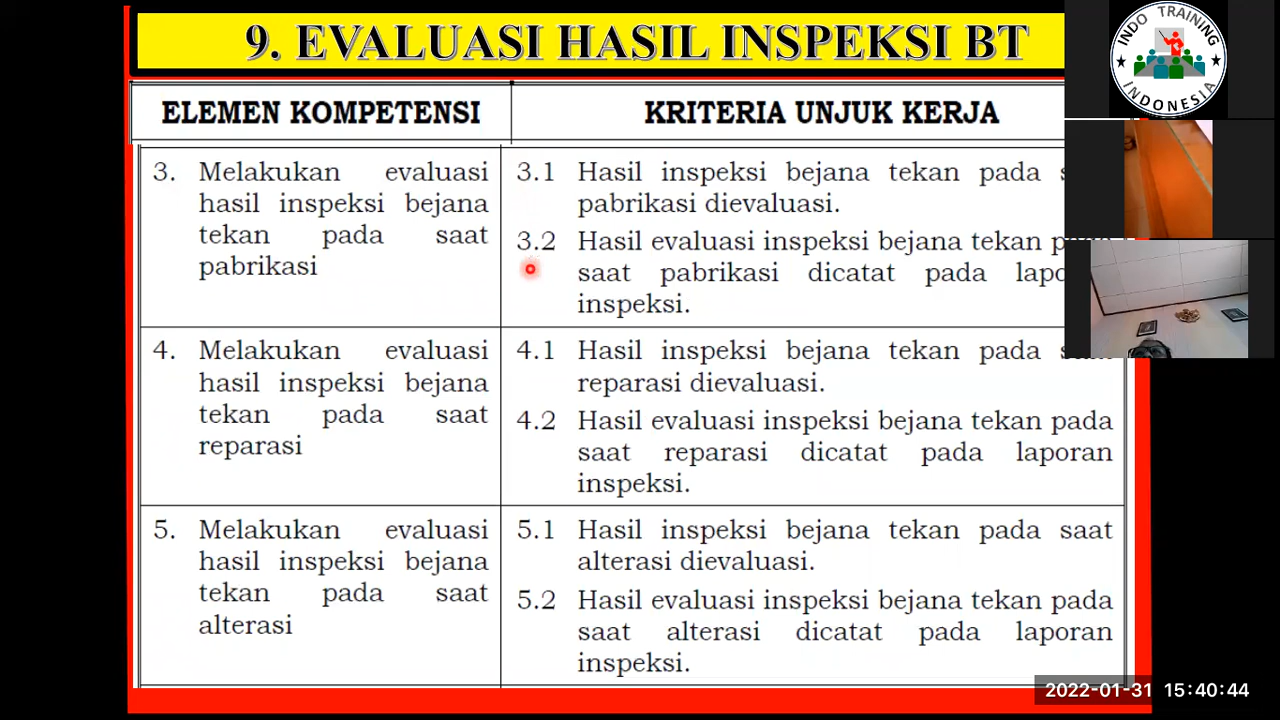 9. EVALUASI HASIL INSPEKSI BT
INDO TRAINING
INDONESIA
ELEMEN KOMPETENSI
KRITERIA UNJUK KERJA
3. Melakukan evaluasi
hasil inspeksi bejana
tekan pada saat
pabrikasi
3.1 Hasil inspeksi bejana tekan pada
pabrikasi dievaluasi.
3.2 Hasil evaluasi inspeksi bejana tekan
saat pabrikasi dicatat pada
inspeksi.
4. Melakukan evaluasi
hasil inspeksi bejana
tekan pada saat
reparasi
4.1 Hasil inspeksi bejana tekan pada
reparasi dievaluasi.
4.2 Hasil evaluasi inspeksi bejana tekan pada
saat reparasi dicatat pada laporan
inspeksi.
5. Melakukan evaluasi
hasil inspeksi bejana
tekan pada saat
alterasi
5.1 Hasil inspeksi bejana tekan pada saat
alterasi dievaluasi.
5.2 Hasil evaluasi inspeksi bejana tekan pada
saat alterasi dicatat pada laporan
inspeksi.
2022-01-31 15:40:44